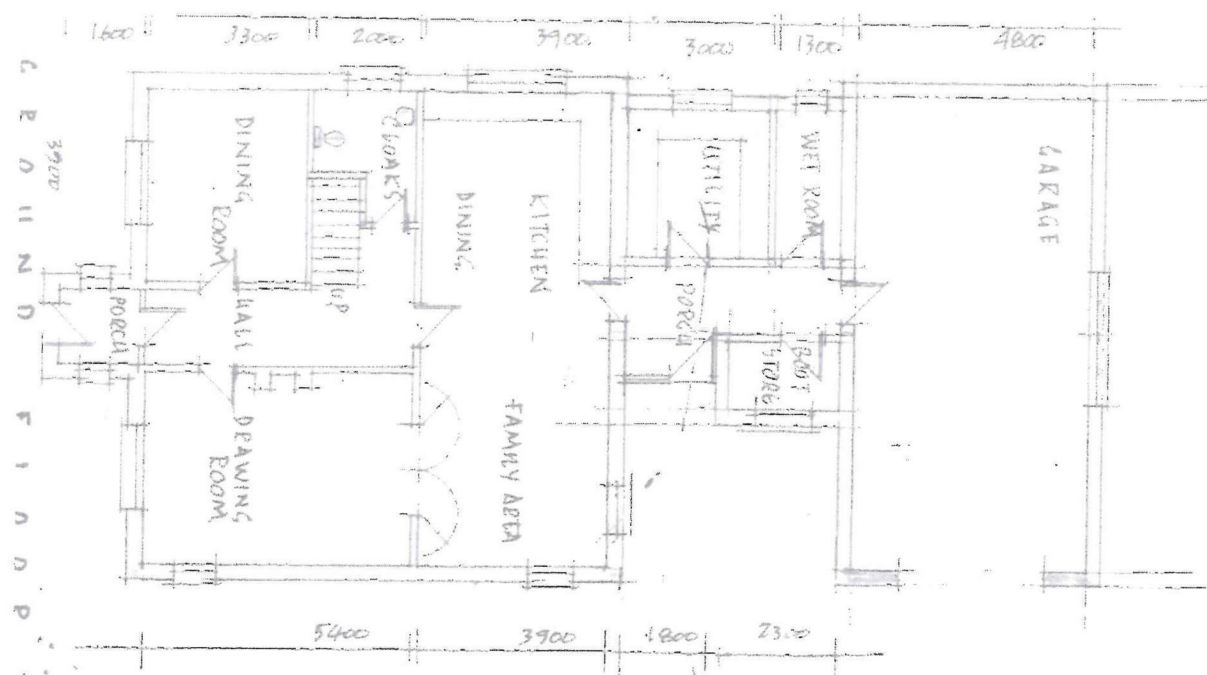 1600 3300 2000 3900 3000 1300 4800
3900
GROUND FLOOR
DINING
ROOM
CLOAKS
UP
HALL
PORCH
DRAWING
ROOM
KITCHEN
DINING
FAMILY AREA
UTILITY
WET ROOM
PORCH
BOOT
STORE
GARAGE
5400 3900 1800 2300